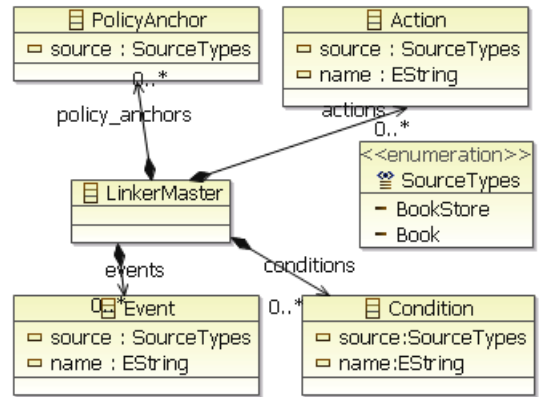 PolicyAnchor
source : SourceTypes
0..*
policy_anchors
Action
source : SourceTypes
name : EString
actions
0..*
<<enumeration>>
SourceTypes
BookStore
Book
LinkerMaster
events
0..*
conditions
0..*
Event
source : SourceTypes
name : EString
Condition
source:SourceTypes
name:EString